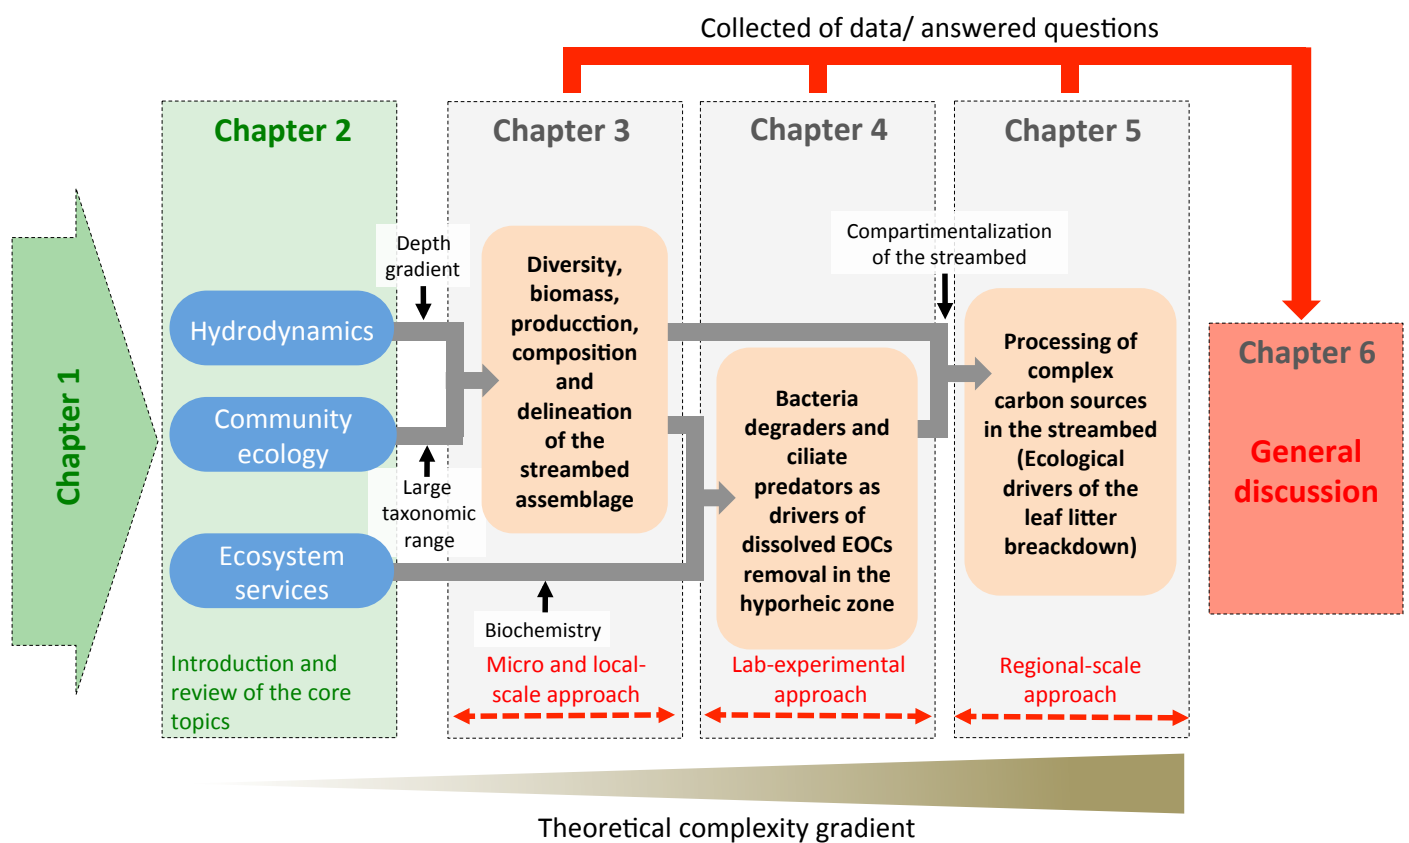 Collected of data/ answered questions
Chapter 1
Chapter 2
Hydrodynamics
Community
ecology
Ecosystem
services
Introduction and
review of the core
topics
Depth
gradient
Large
taxonomic
range
Biochemistry
Chapter 3
Diversity,
biomass,
producction,
composition
and
delineation
of the
streambed
assemblage
Micro and local-
scale approach
Chapter 4
Bacteria
degraders and
ciliate
predators as
drivers of
dissolved EOCs
removal in the
hyporheic zone
Lab-experimental
approach
Compartimentalization
of the streambed
Chapter 5
Processing of
complex
carbon sources
in the streambed
(Ecological
drivers of the
leaf litter
breackdown)
Regional-scale
approach
Chapter 6
General
discussion
Theoretical complexity gradient